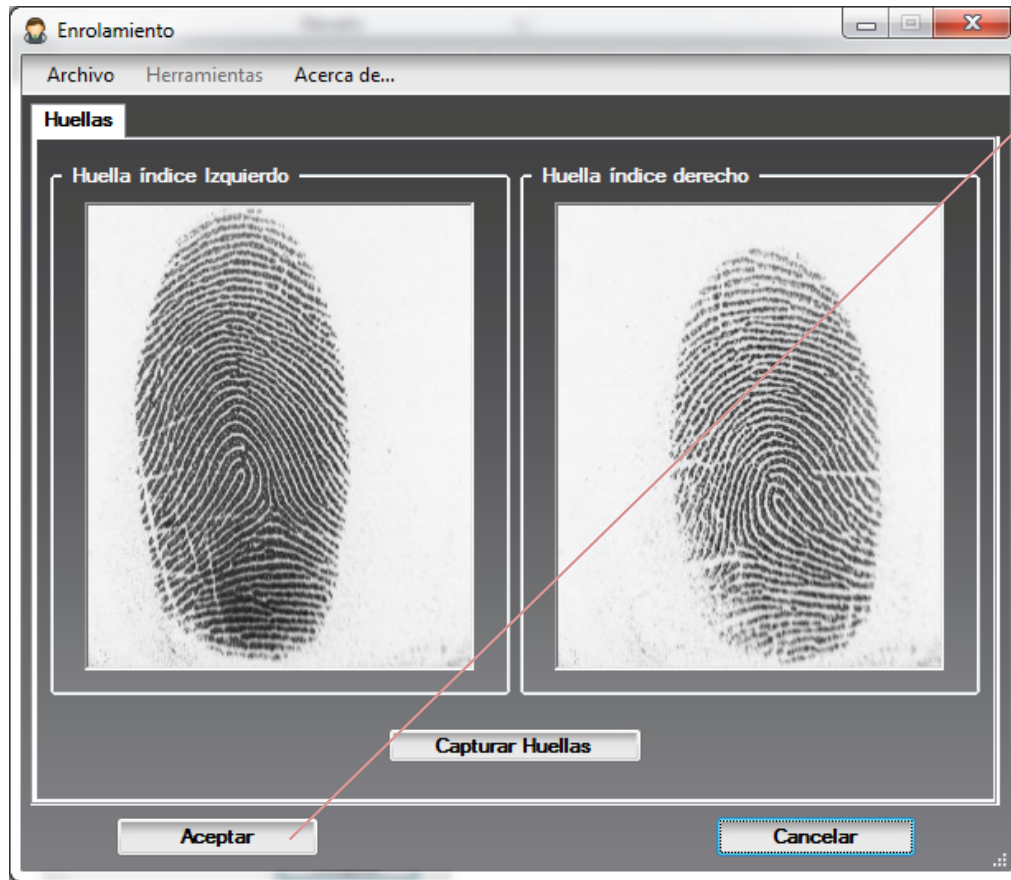 Enrolamiento
Archivo Herramientas Acerca de...
Huellas
Huella índice Izquierdo
Huella índice derecho
Capturar Huellas
Aceptar
Cancelar